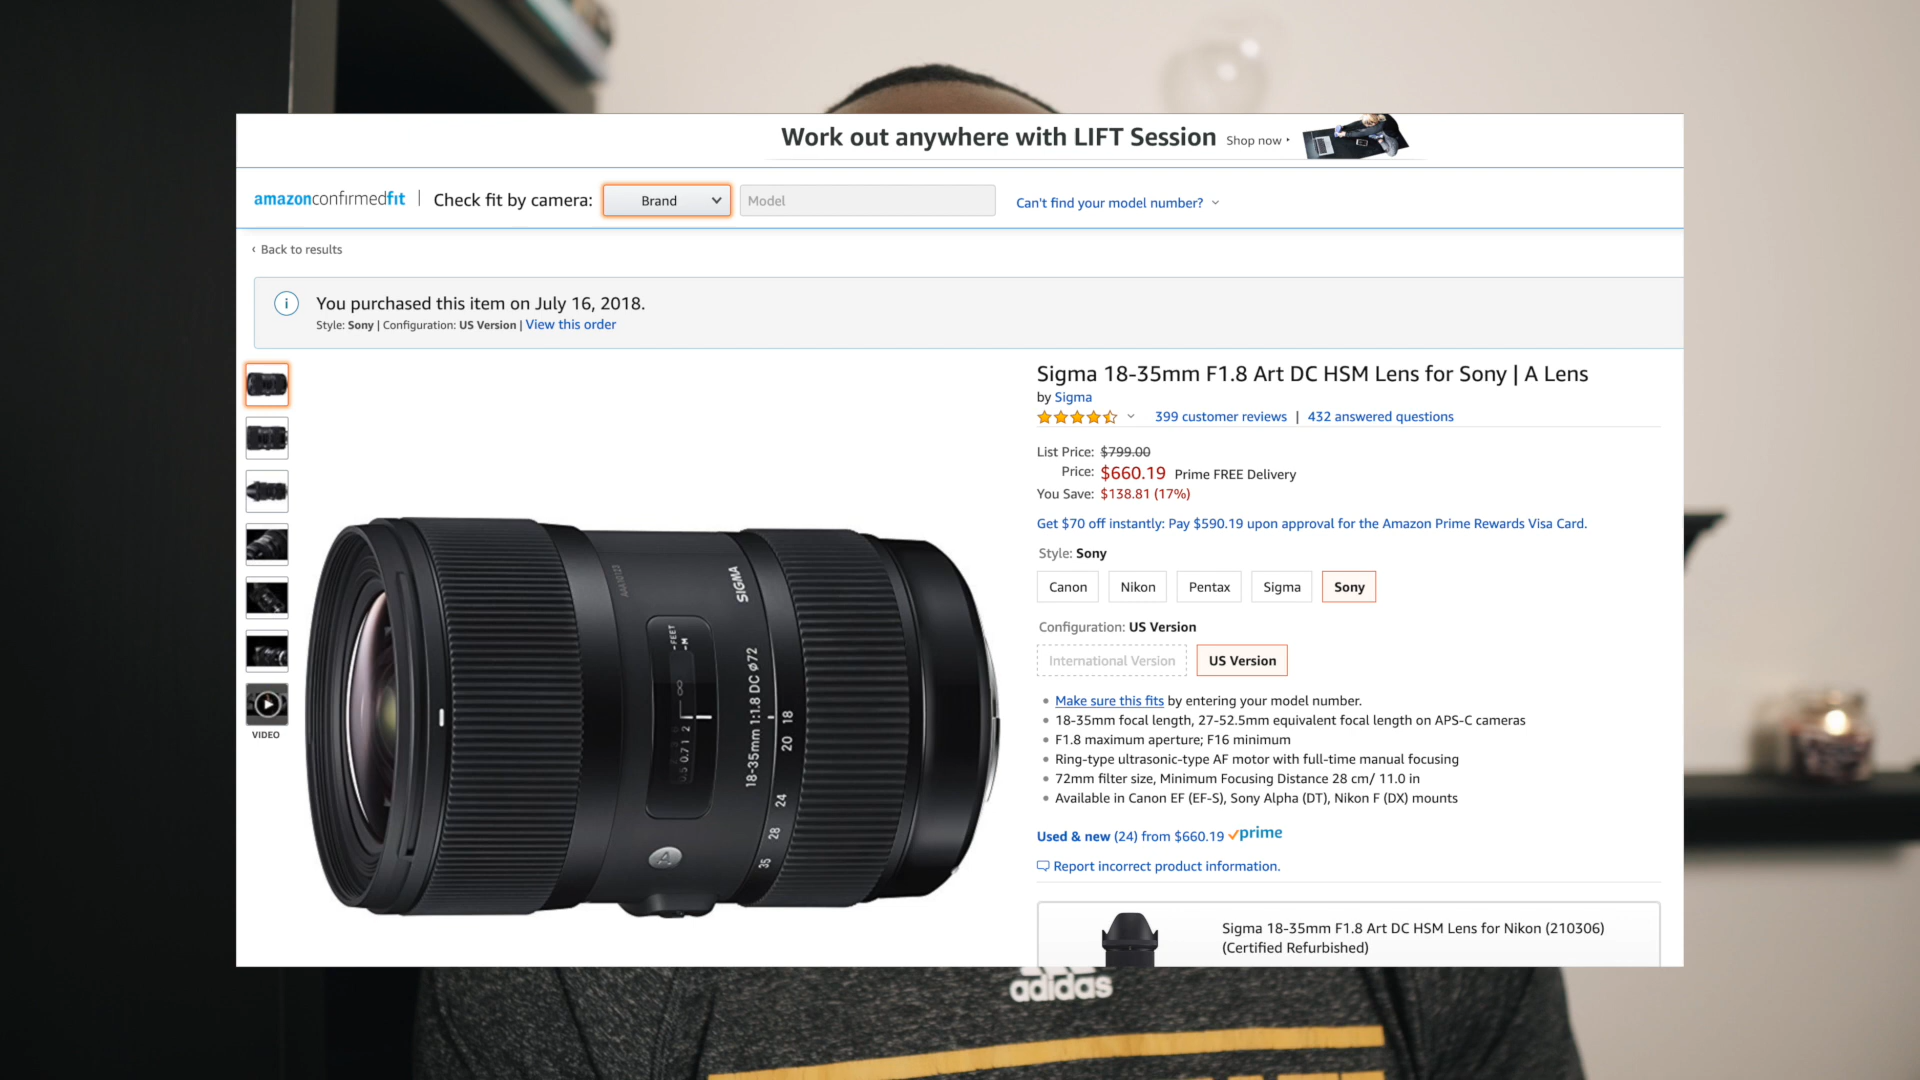 Work out anywhere with LIFT Session Shop now ›
amazonconfirmedfit | Check fit by camera: Brand Model Can't find your model number?
‹ Back to results
i You purchased this item on July 16, 2018.
Style: Sony | Configuration: US Version | View this order
Sigma 18-35mm F1.8 Art DC HSM Lens for Sony | A Lens
by Sigma
399 customer reviews | 432 answered questions
List Price: $799.00
Price: $660.19 Prime FREE Delivery
You Save: $138.81 (17%)
Get $70 off instantly: Pay $590.19 upon approval for the Amazon Prime Rewards Visa Card.
Style: Sony
Canon Nikon Pentax Sigma Sony
Configuration: US Version
International Version US Version
• Make sure this fits by entering your model number.
• 18-35mm focal length, 27-52.5mm equivalent focal length on APS-C cameras
• F1.8 maximum aperture; F16 minimum
• Ring-type ultrasonic-type AF motor with full-time manual focusing
• 72mm filter size, Minimum Focusing Distance 28 cm/ 11.0 in
• Available in Canon EF (EF-S), Sony Alpha (DT), Nikon F (DX) mounts
Used & new (24) from $660.19 prime
Report incorrect product information.
Sigma 18-35mm F1.8 Art DC HSM Lens for Nikon (210306)
(Certified Refurbished)
VIDEO
SIGMA
FEET
M
18-35mm 1:1.8 DC ø72
18
20
24
28
35
A
adidas